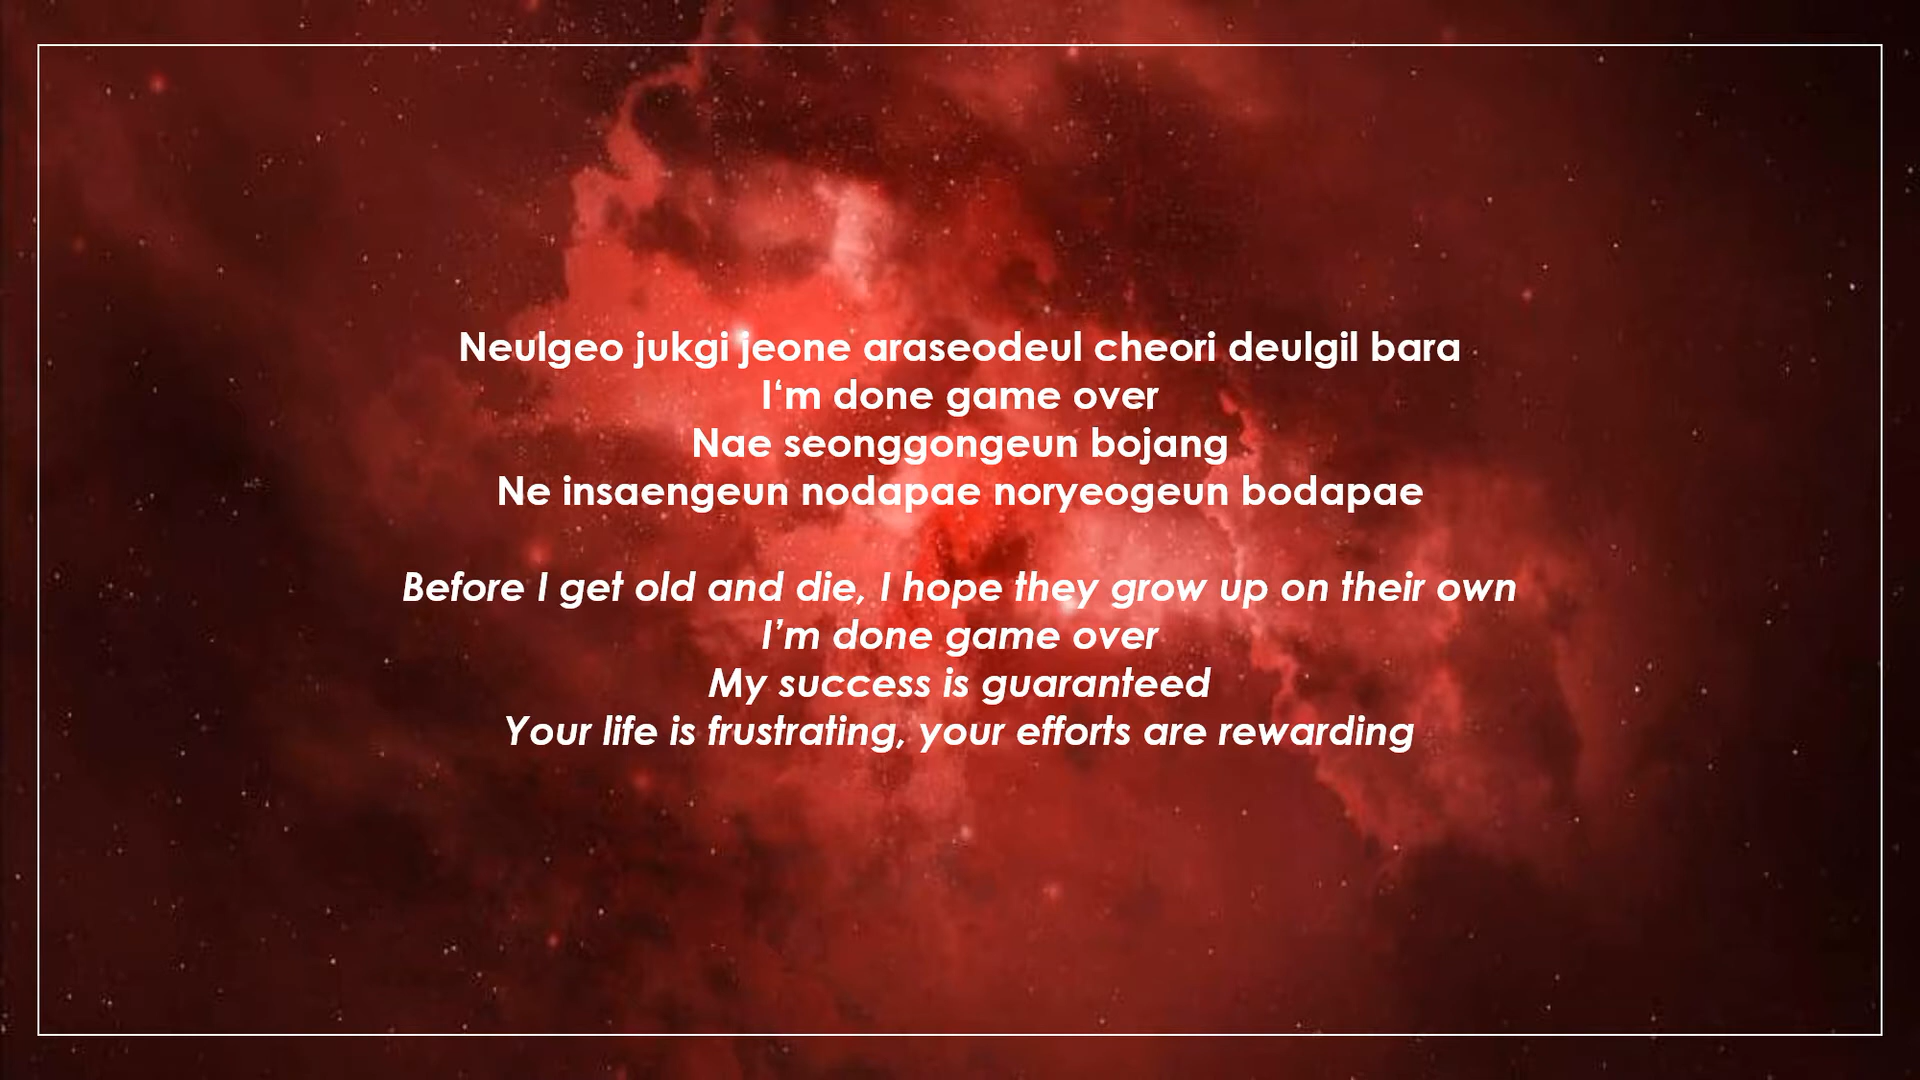 Neulgeo jukgi jeone araseodeul cheori deulgil bara
I‘m done game over
Nae seonggongeun bojang
Ne insaengeun nodapae noryeogeun bodapae
Before I get old and die, I hope they grow up on their own
I’m done game over
My success is guaranteed
Your life is frustrating, your efforts are rewarding